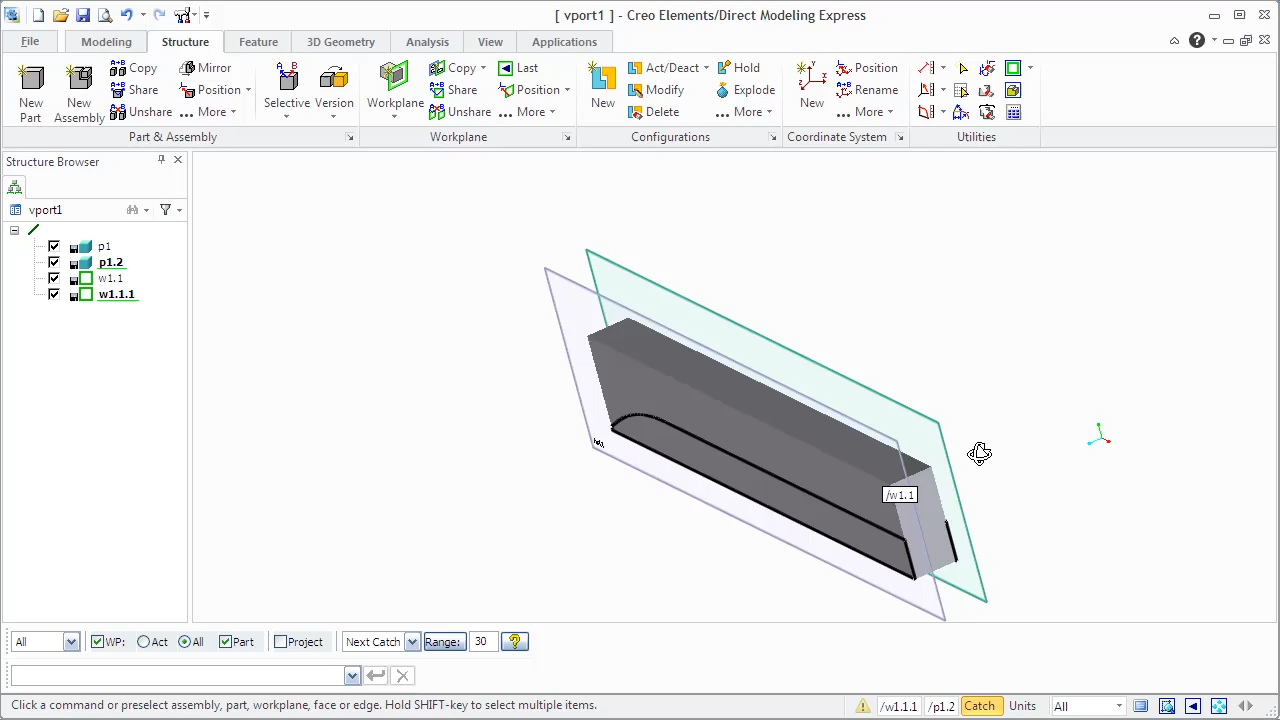 [ vport1 ] - Creo Elements/Direct Modeling Express
File Modeling Structure Feature 3D Geometry Analysis View Applications
New Part
New Assembly
Copy
Share
Unshare
Mirror
Position
... More
Selective
Version
Part & Assembly
Workplane
Copy
Share
Unshare
Last
Position
... More
Workplane
New
Act/Deact
Modify
Delete
Hold
Explode
... More
Configurations
New
Position
Rename
... More
Coordinate System
Utilities
Structure Browser
vport1
p1
p1.2
w1.1
w1.1.1
/w1.1
All WP: Act All Part Project Next Catch Range: 30
Click a command or preselect assembly, part, workplane, face or edge. Hold SHIFT-key to select multiple items.
/w1.1.1 /p1.2 Catch Units All